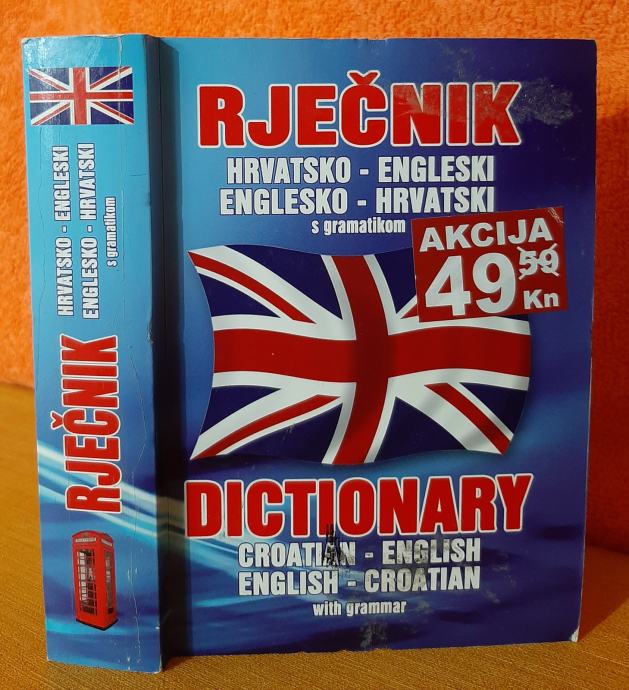 HRVATSKO - ENGLESKI
ENGLESKO - HRVATSKI
s gramatikom
RJEČNIK
RJEČNIK
HRVATSKO - ENGLESKI
ENGLESKO - HRVATSKI
s gramatikom
AKCIJA
49 59 Kn
DICTIONARY
CROATIAN - ENGLISH
ENGLISH - CROATIAN
with grammar